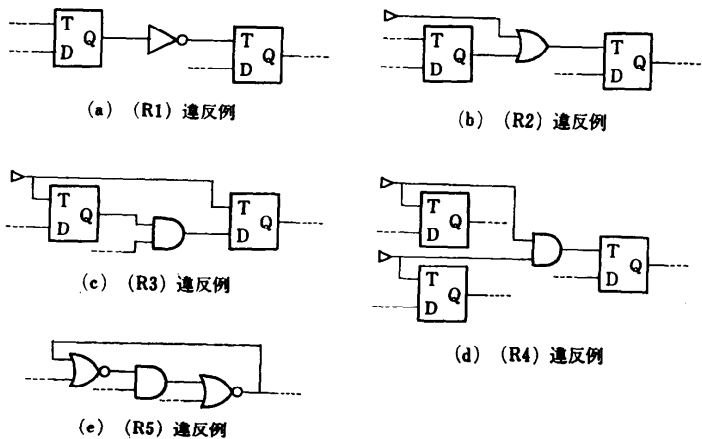 T
D
Q
T
D
Q
(a) (R1) 違反例
T
D
Q
T
D
Q
(b) (R2) 違反例
T
D
Q
T
D
Q
(c) (R3) 違反例
T
D
Q
T
D
Q
T
D
Q
(d) (R4) 違反例
(e) (R5) 違反例